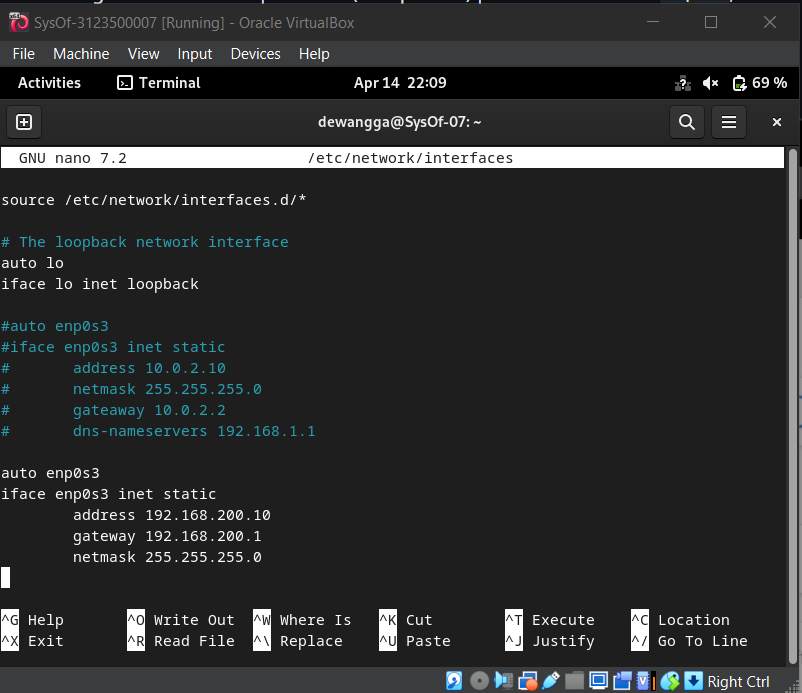 SysOf-3123500007 [Running] - Oracle VirtualBox
File Machine View Input Devices Help
Activities Terminal Apr 14 22:09 69 %
dewangga@SysOf-07: ~
GNU nano 7.2 /etc/network/interfaces
source /etc/network/interfaces.d/*
# The loopback network interface
auto lo
iface lo inet loopback
#auto enp0s3
#iface enp0s3 inet static
# address 10.0.2.10
# netmask 255.255.255.0
# gateaway 10.0.2.2
# dns-nameservers 192.168.1.1
auto enp0s3
iface enp0s3 inet static
address 192.168.200.10
gateway 192.168.200.1
netmask 255.255.255.0
^G Help ^O Write Out ^W Where Is ^K Cut ^T Execute ^C Location
^X Exit ^R Read File ^\ Replace ^U Paste ^J Justify ^/ Go To Line
Right Ctrl